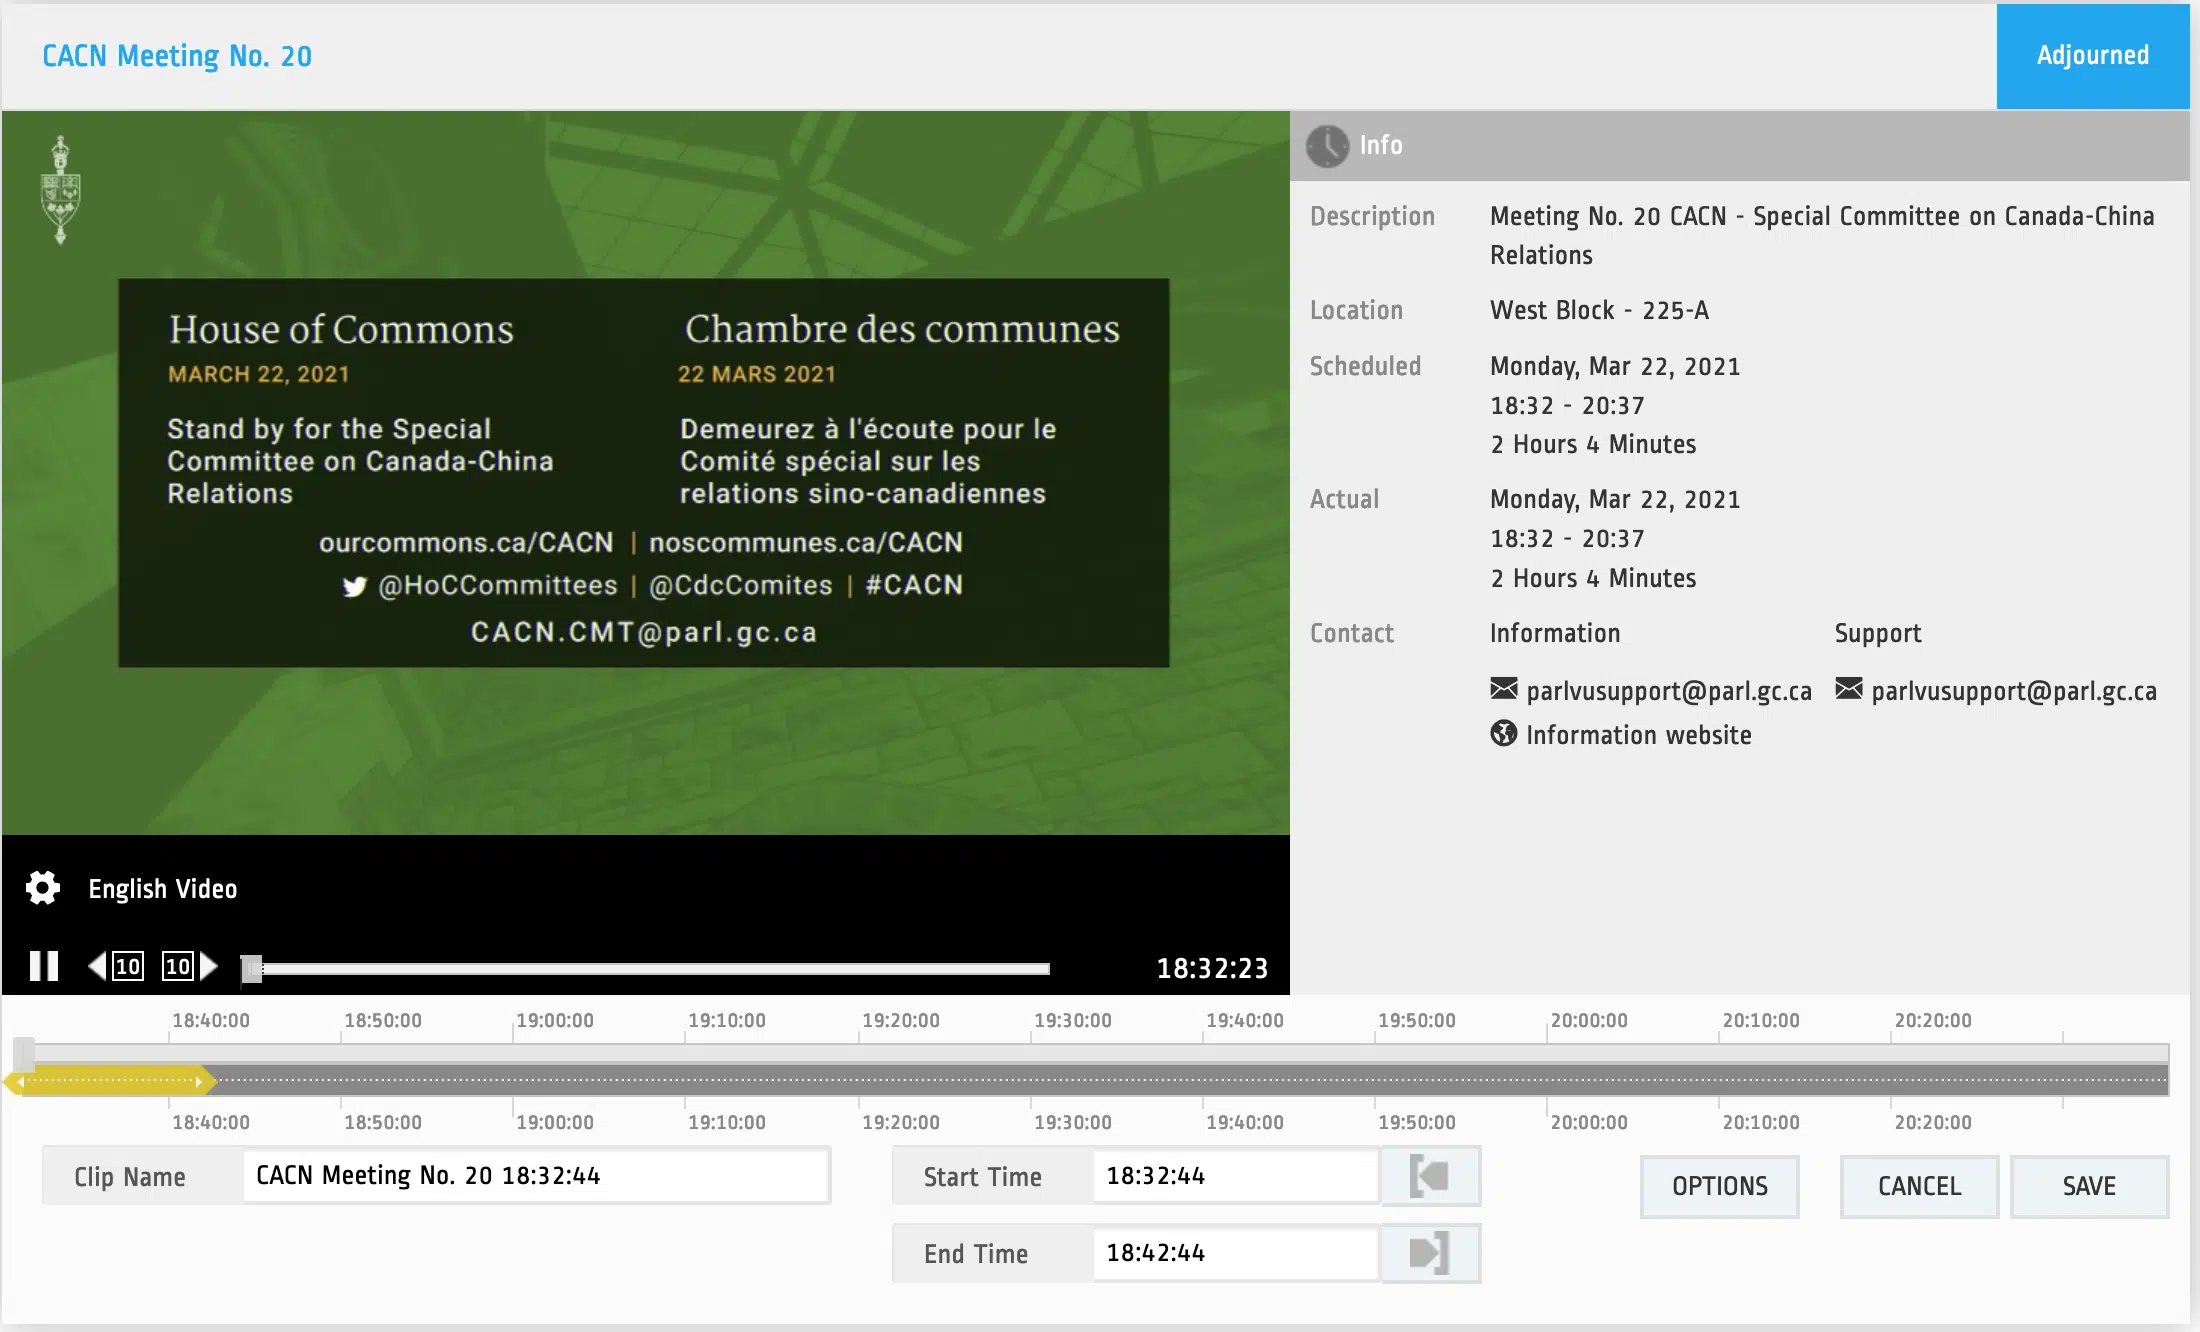 CACN Meeting No. 20
Adjourned
House of Commons
MARCH 22, 2021
Stand by for the Special
Committee on Canada-China
Relations
Chambre des communes
22 MARS 2021
Demeurez à l'écoute pour le
Comité spécial sur les
relations sino-canadiennes
ourcommons.ca/CACN | noscommunes.ca/CACN
@HoCCommittees | @CdcComites | #CACN
CACN.CMT@parl.gc.ca
English Video
10 10
18:32:23
Info
Description Meeting No. 20 CACN - Special Committee on Canada-China
Relations
Location West Block - 225-A
Scheduled Monday, Mar 22, 2021
18:32 - 20:37
2 Hours 4 Minutes
Actual Monday, Mar 22, 2021
18:32 - 20:37
2 Hours 4 Minutes
Contact Information Support
parlvusupport@parl.gc.ca parlvusupport@parl.gc.ca
Information website
18:40:00 18:50:00 19:00:00 19:10:00 19:20:00 19:30:00 19:40:00 19:50:00 20:00:00 20:10:00 20:20:00
18:40:00 18:50:00 19:00:00 19:10:00 19:20:00 19:30:00 19:40:00 19:50:00 20:00:00 20:10:00 20:20:00
Clip Name CACN Meeting No. 20 18:32:44
Start Time 18:32:44
End Time 18:42:44
OPTIONS CANCEL SAVE